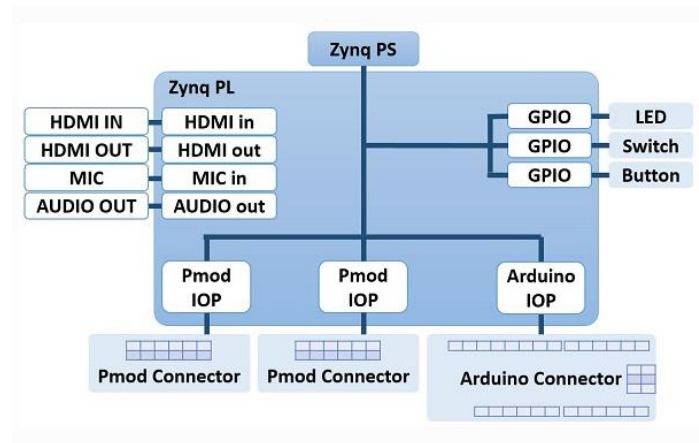 Zynq PS
Zynq PL
HDMI IN
HDMI in
GPIO
LED
HDMI OUT
HDMI out
GPIO
Switch
MIC
MIC in
GPIO
Button
AUDIO OUT
AUDIO out
Pmod
IOP
Pmod
IOP
Arduino
IOP
Pmod Connector
Pmod Connector
Arduino Connector